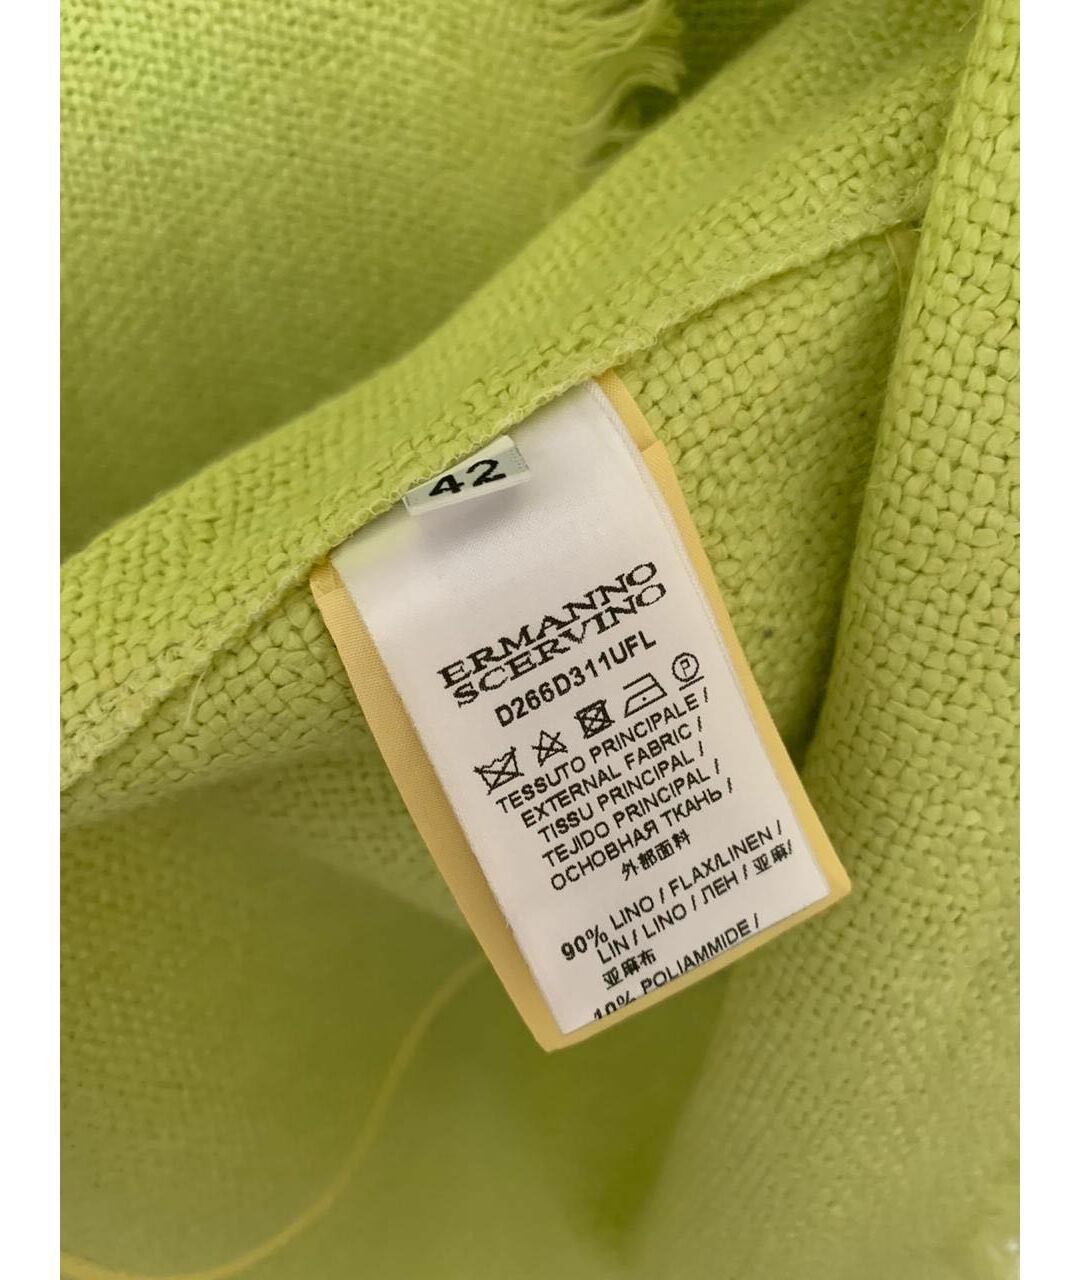 42
ERMANNO
SCERVINO
D266D311UFL
P
TESSUTO PRINCIPALE /
EXTERNAL FABRIC /
TISSU PRINCIPAL /
TEJIDO PRINCIPAL /
ОСНОВНАЯ ТКАНЬ /
外部面料
90% LINO / FLAX/LINEN /
LIN / LINO / ЛЕН / 亚麻/
亚麻布
10% POLIAMMIDE /